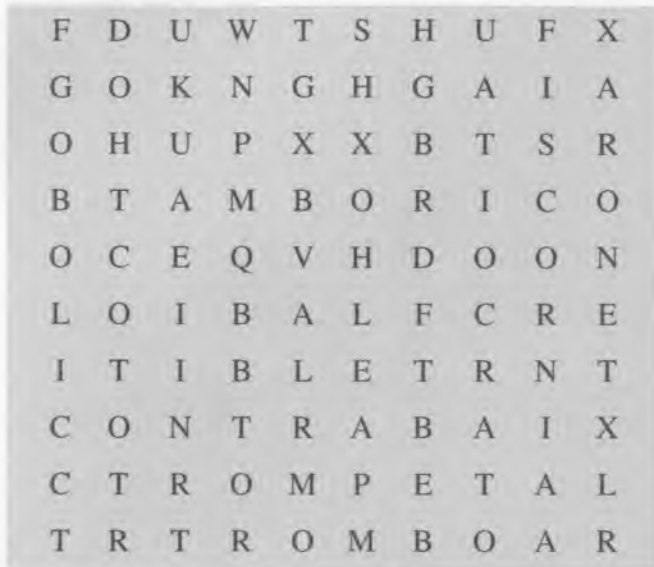 F D U W T S H U F X
G O K N G H G A I A
O H U P X X B T S R
B T A M B O R I C O
O C E Q V H D O O N
L O I B A L F C R E
I T I B L E T R N T
C O N T R A B A I X
C T R O M P E T A L
T R T R O M B O A R